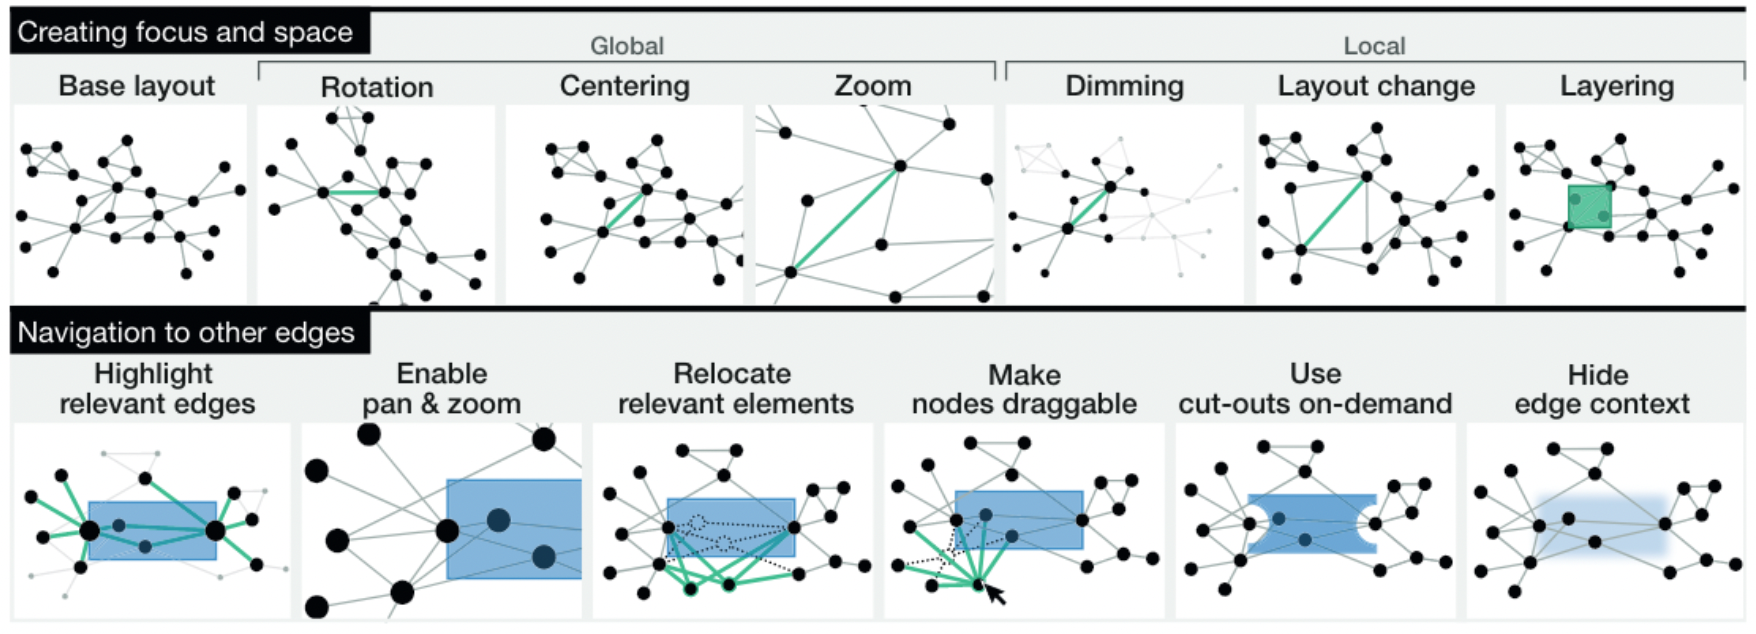 Creating focus and space
Global
Local
Base layout
Rotation
Centering
Zoom
Dimming
Layout change
Layering
Navigation to other edges
Highlight
relevant edges
Enable
pan & zoom
Relocate
relevant elements
Make
nodes draggable
Use
cut-outs on-demand
Hide
edge context